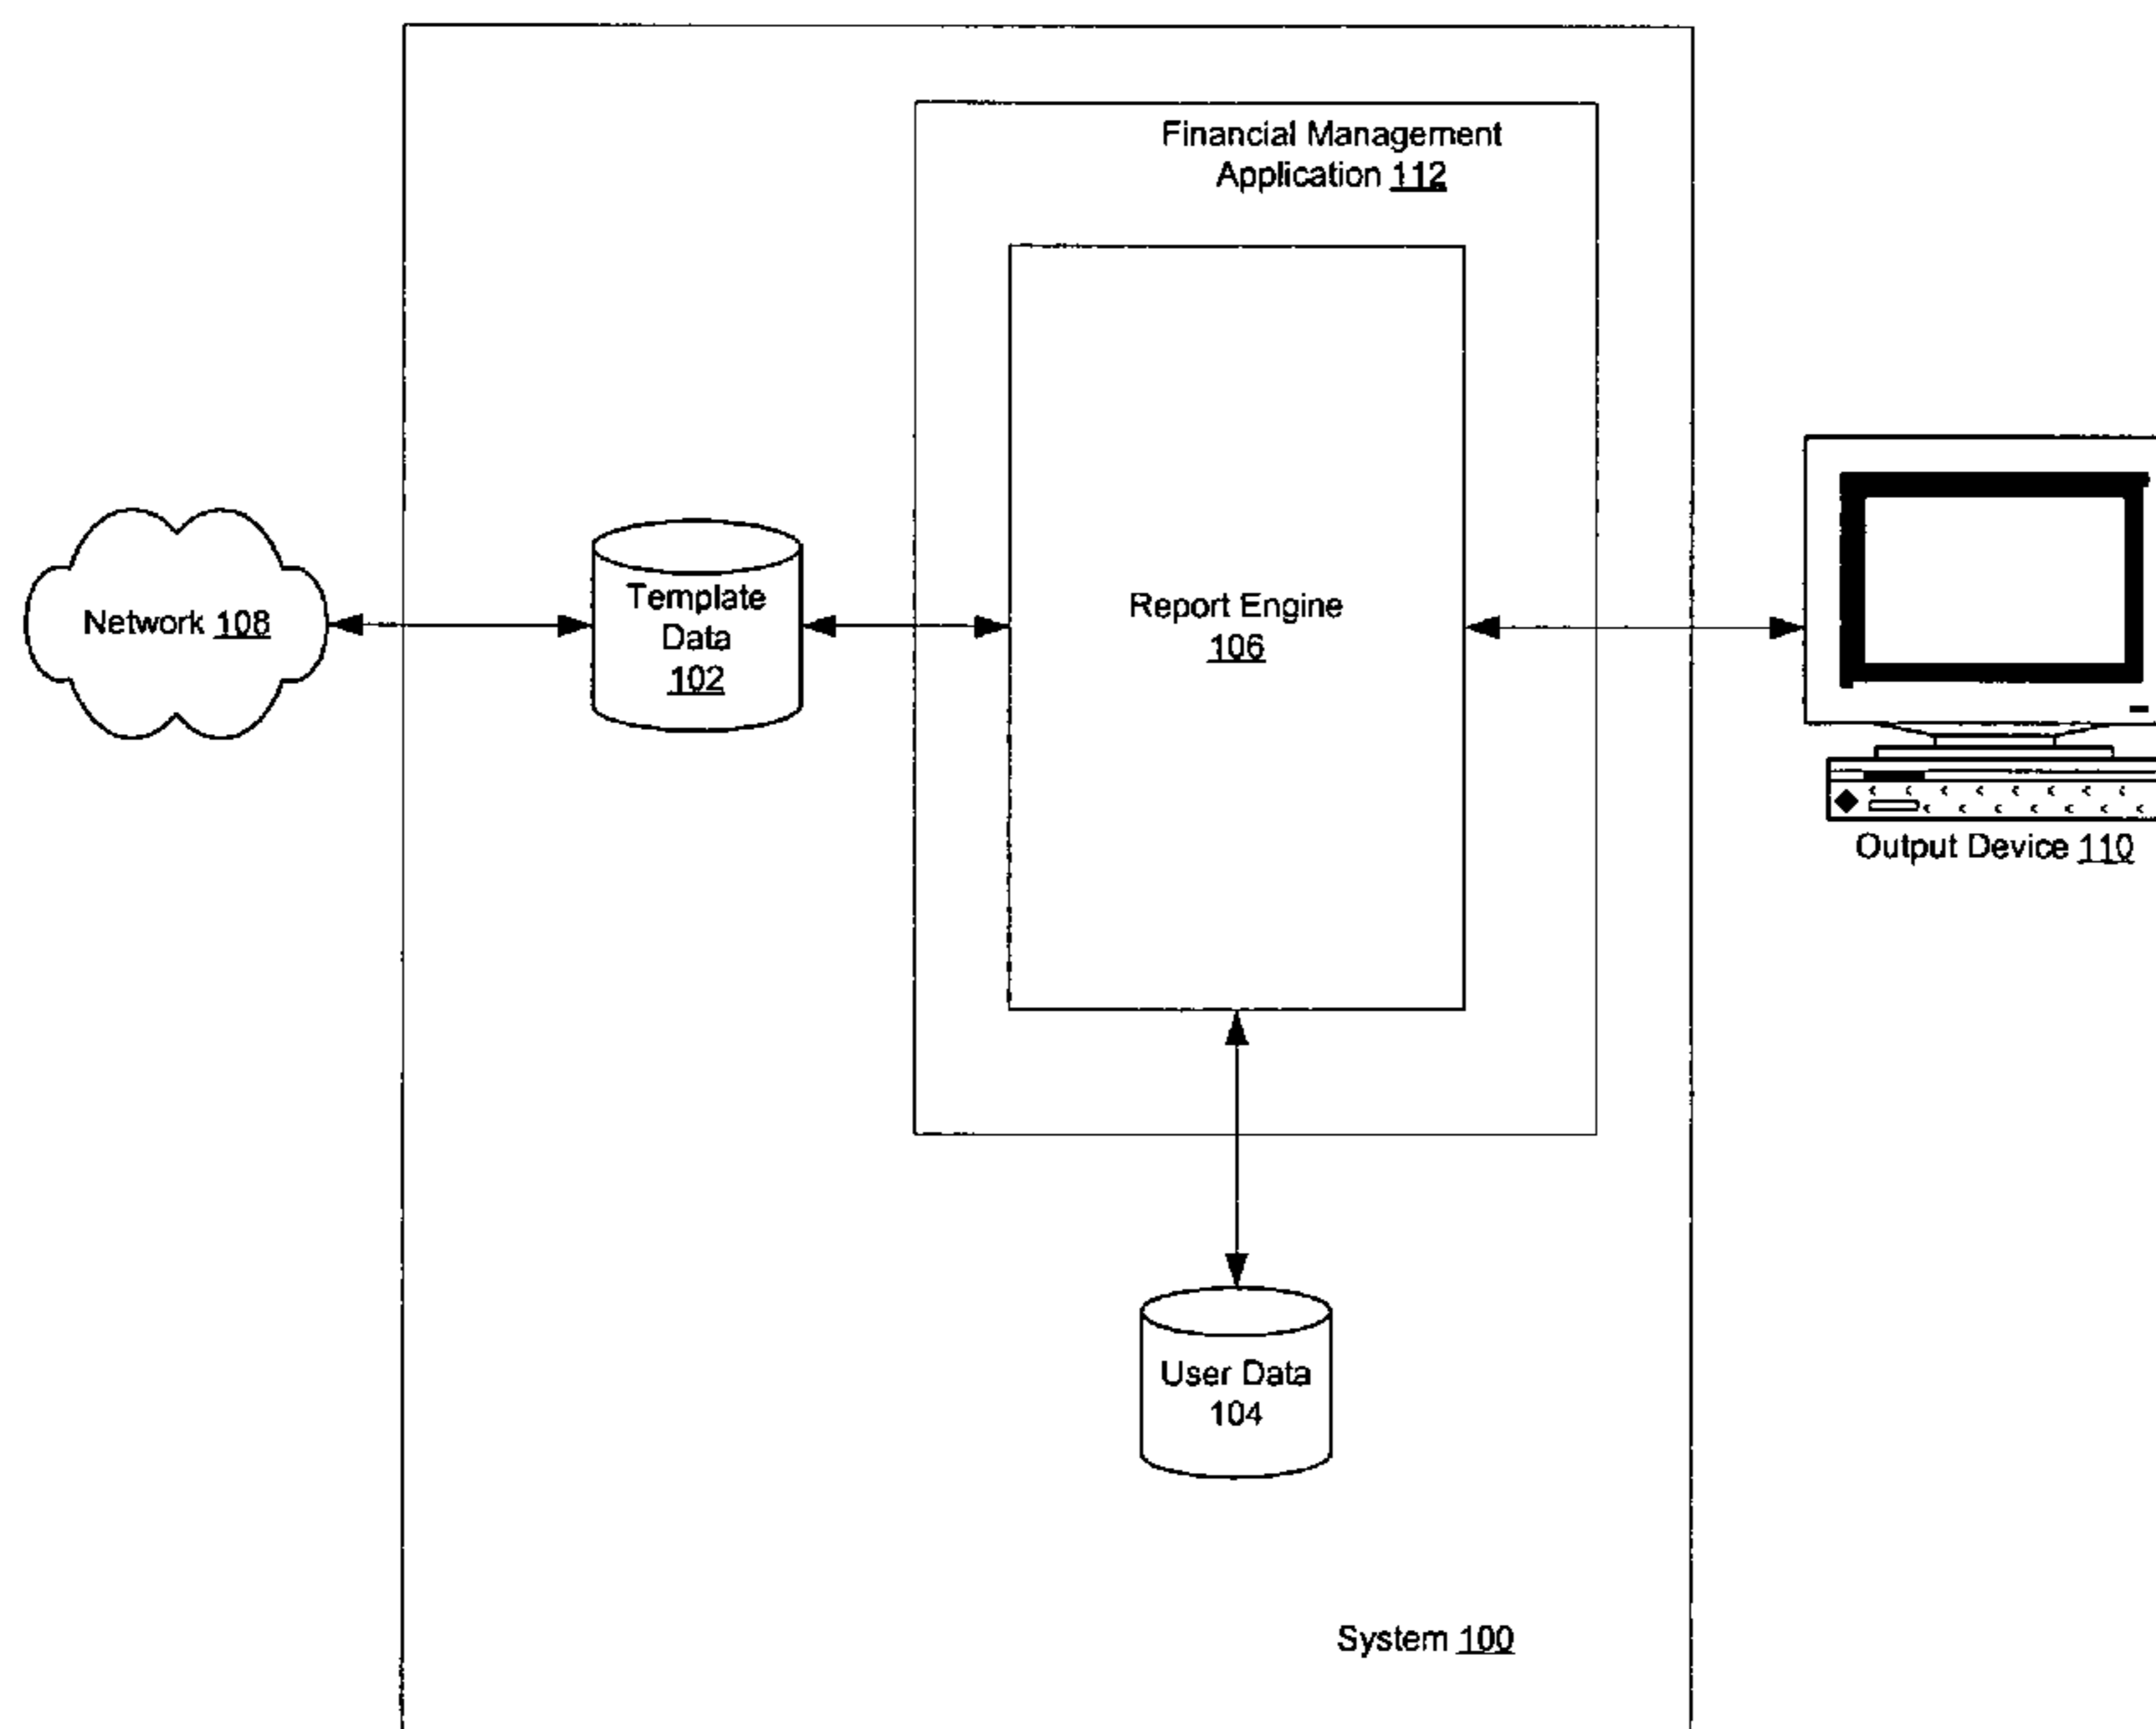 Financial Management
Application 112
Network 108
Template
Data
102
Report Engine
106
Output Device 110
User Data
104
System 100